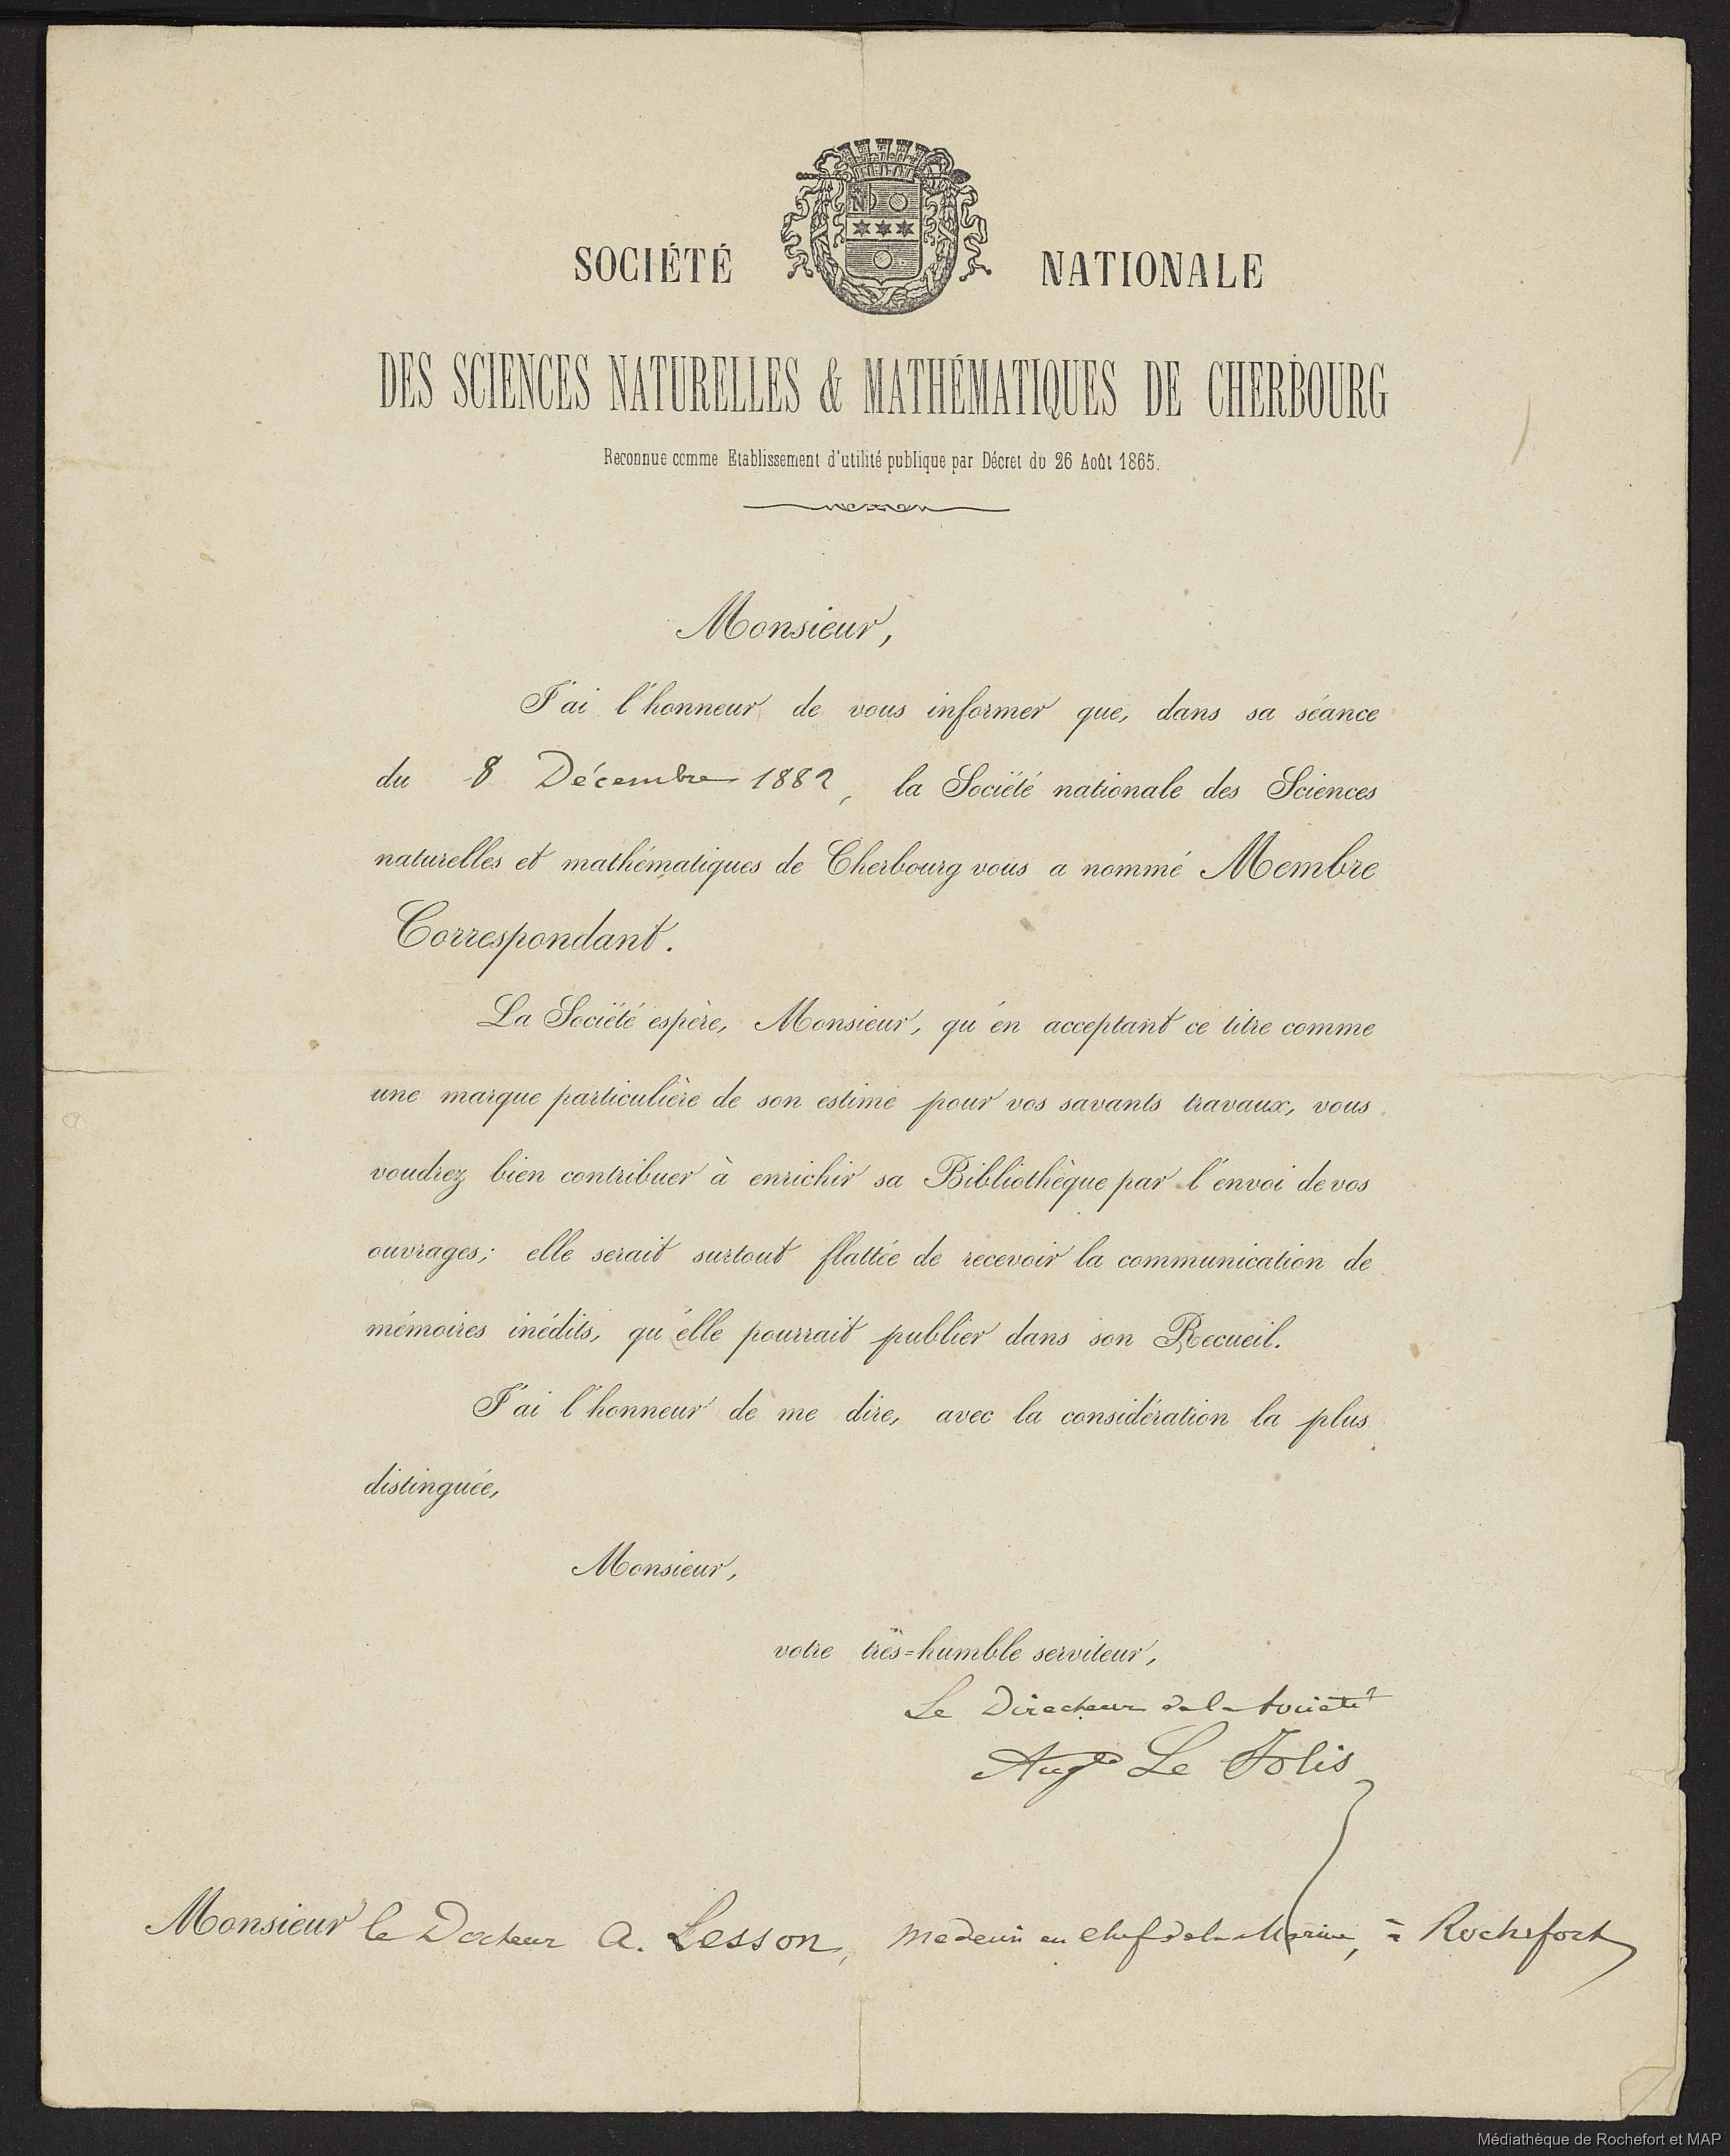 SOCIÉTÉ NATIONALE
DES SCIENCES NATURELLES & MATHÉMATIQUES DE CHERBOURG
Reconnue comme Etablissement d'utilité publique par Décret du 26 Août 1865.
Monsieur,
J'ai l'honneur de vous informer que, dans sa séance
du 8 Décembre 1882, la Société nationale des Sciences
naturelles et mathématiques de Cherbourg vous a nommé Membre
Correspondant.
La Société espère, Monsieur, qu'en acceptant ce titre comme
une marque particulière de son estime pour vos savants travaux, vous
voudrez bien contribuer à enrichir sa Bibliothèque par l'envoi de vos
ouvrages; elle serait surtout flattée de recevoir la communication de
mémoires inédits, qu'elle pourrait publier dans son Recueil.
J'ai l'honneur de me dire, avec la considération la plus
distinguée,
Monsieur,
votre très=humble serviteur,
Le Directeur de la Société
Augte Le Jolis
Monsieur le Docteur A. Lesson, médecin en chef de la Marine, à Rochefort
Médiathèque de Rochefort et MAP